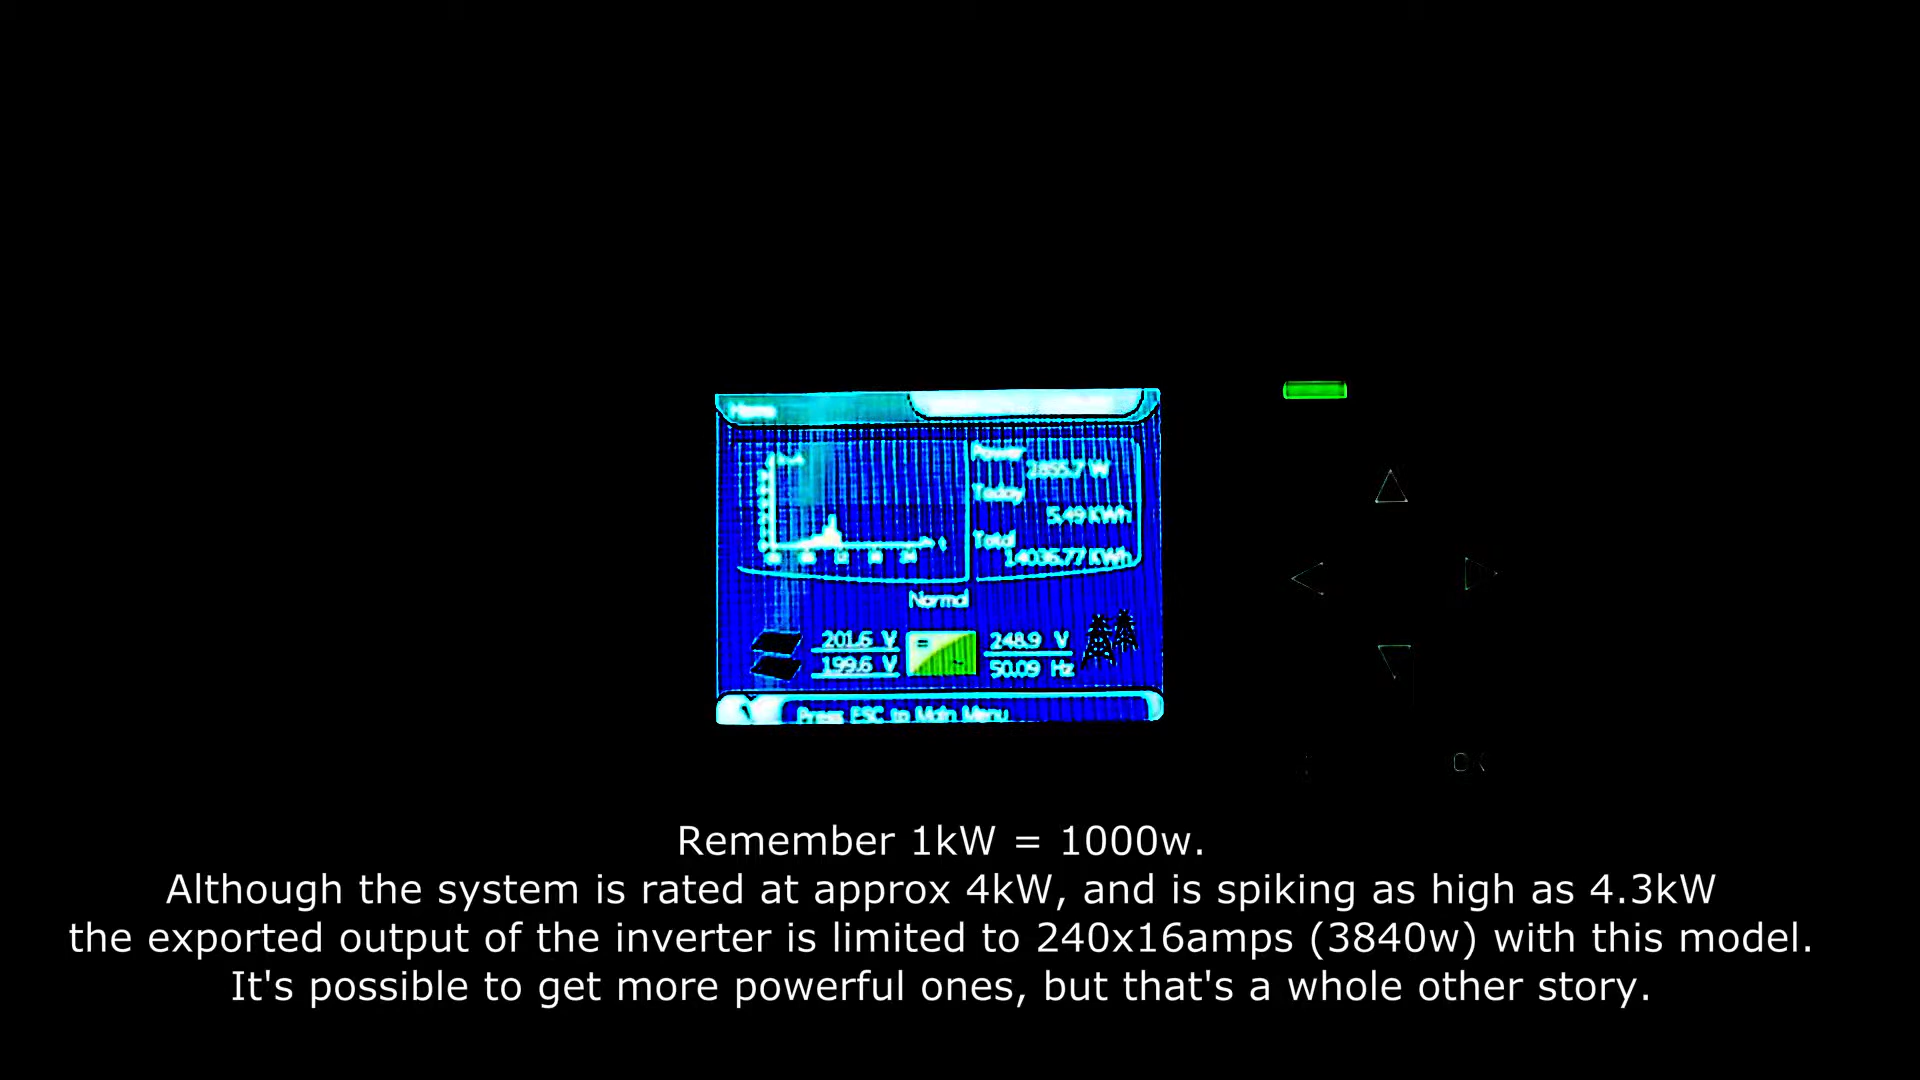 Home
Power
2855.7 W
Today
5.49 KWh
Total
14036.77 KWh
Normal
201.6 V
199.6 V
248.9 V
50.09 Hz
Press ESC to Main Menu
OK
Remember 1kW = 1000w.
Although the system is rated at approx 4kW, and is spiking as high as 4.3kW
the exported output of the inverter is limited to 240x16amps (3840w) with this model.
It's possible to get more powerful ones, but that's a whole other story.